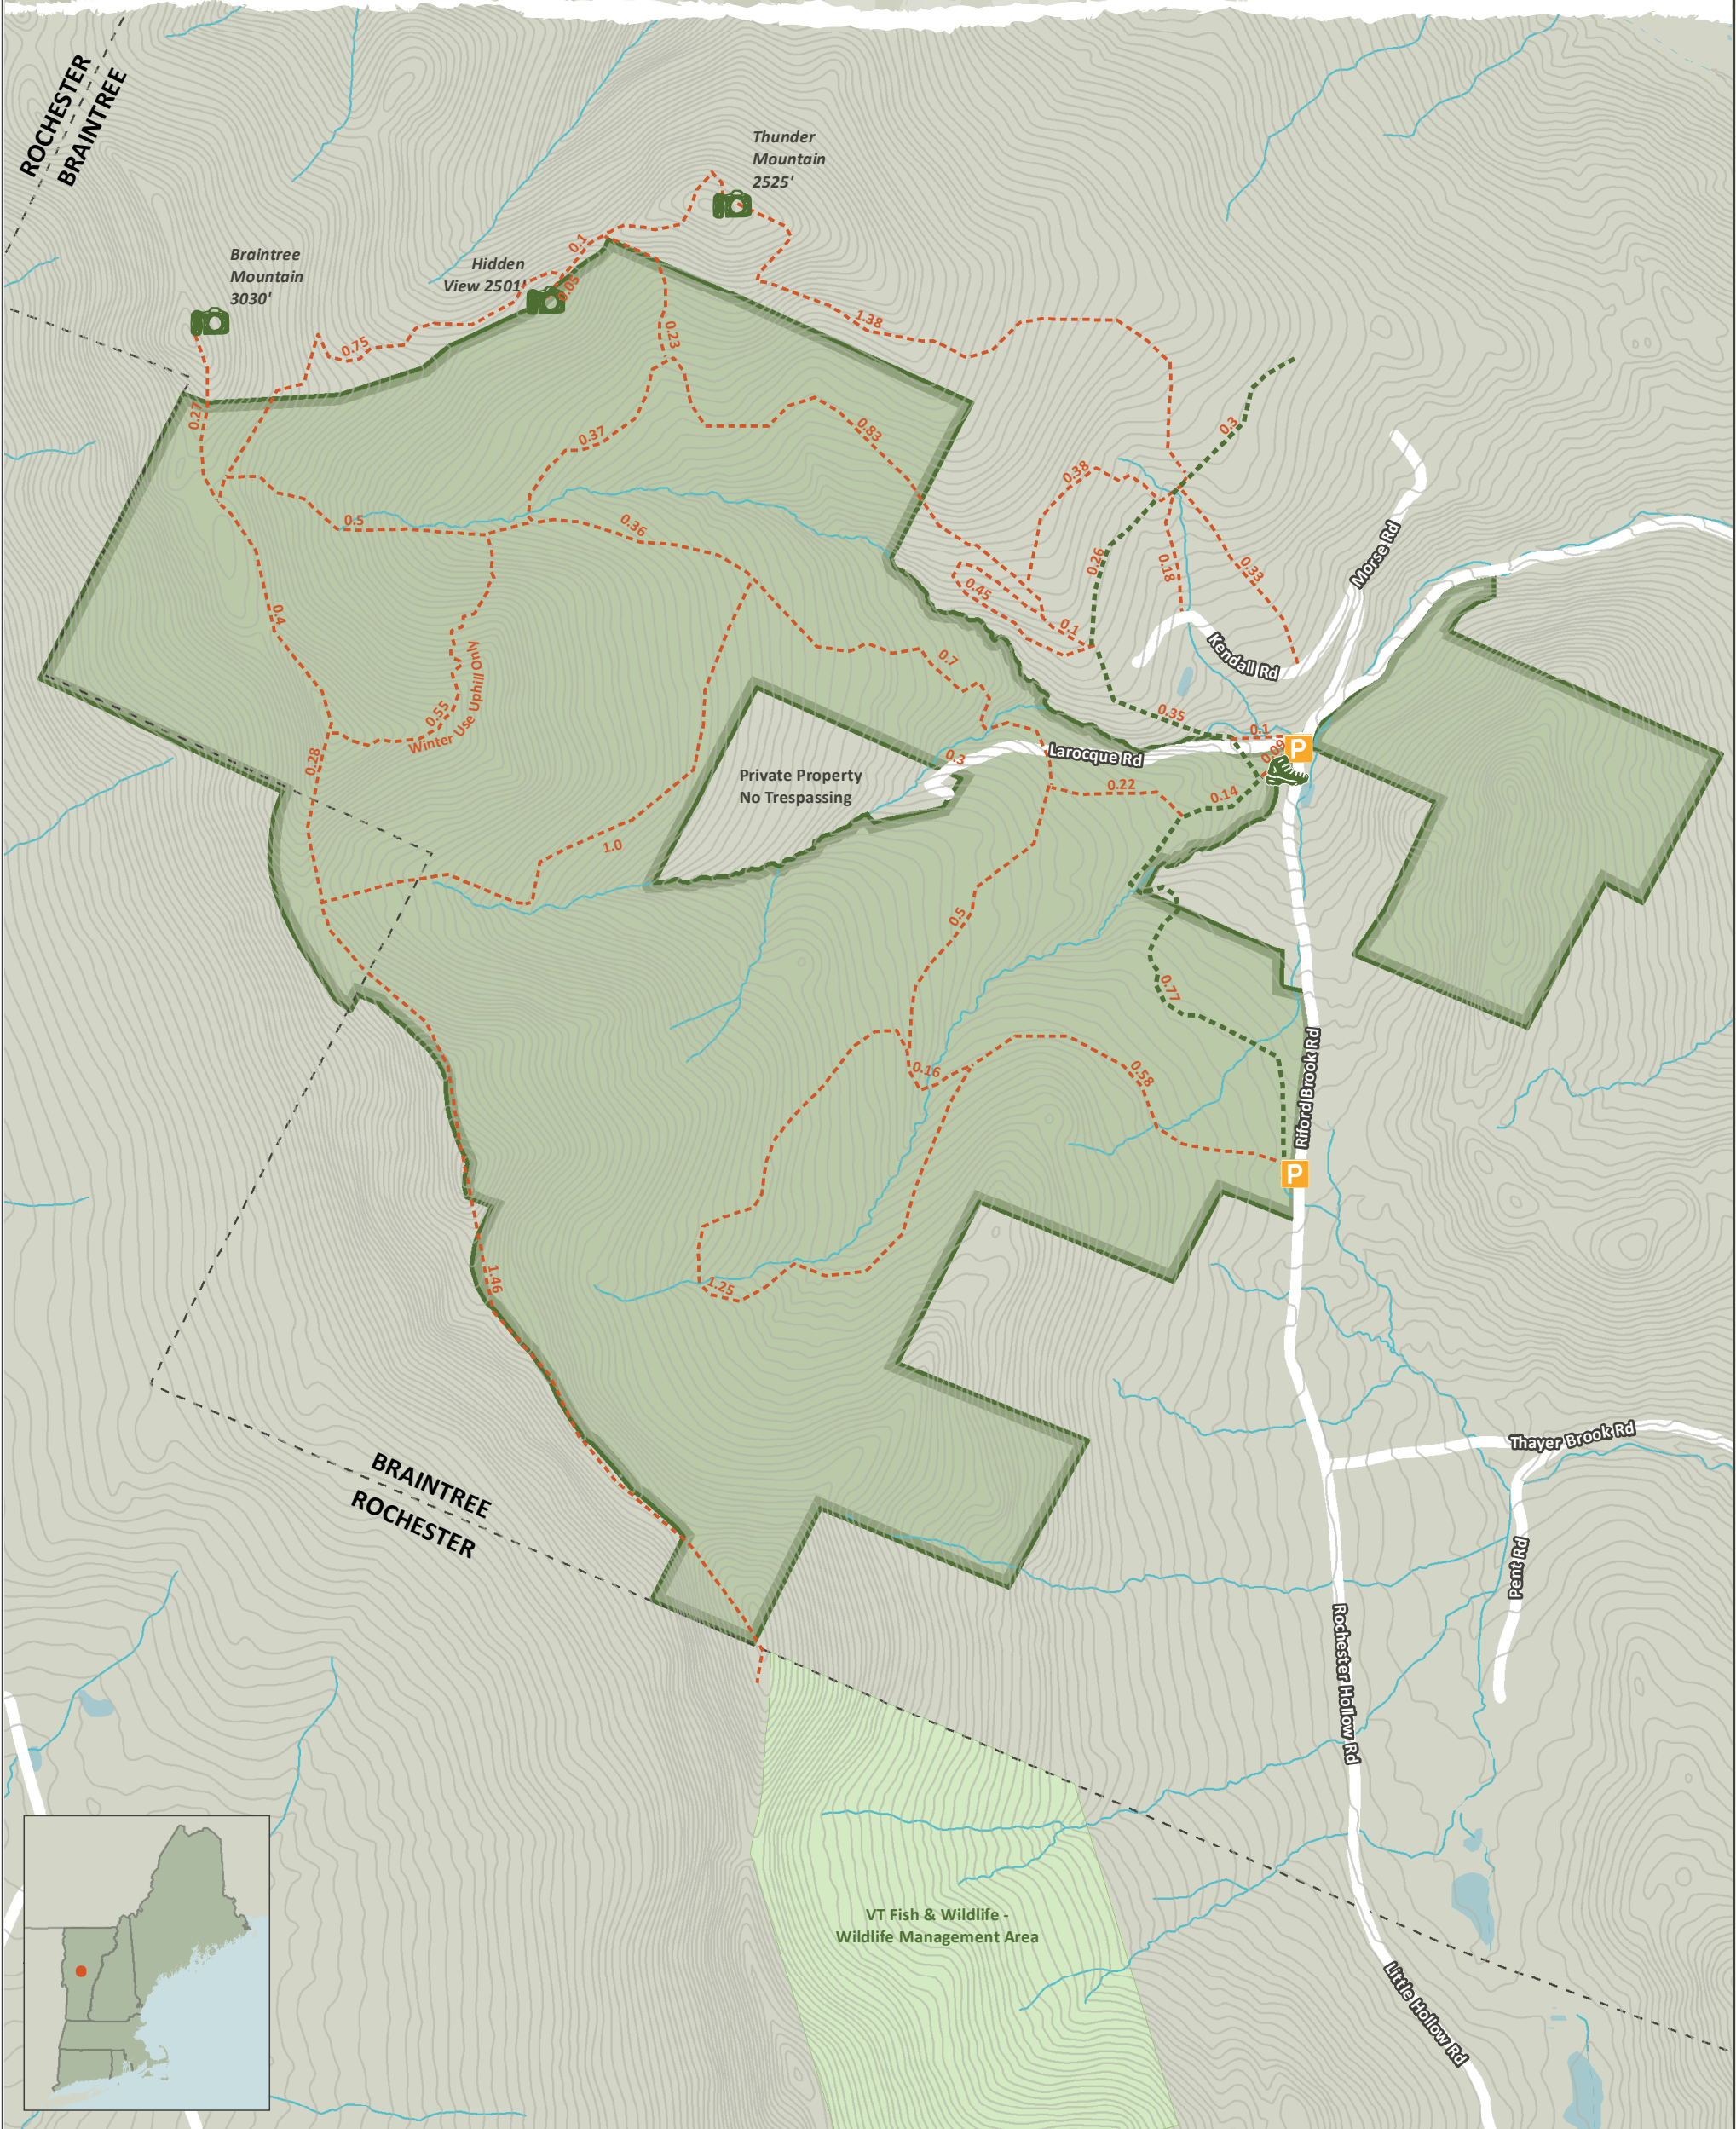 ROCHESTER
BRAINTREE
Thunder
Mountain
2525'
Braintree
Mountain
3030'
Hidden
View 2501'
0.1
0.05
0.75
0.27
0.23
1.38
0.37
0.83
0.3
0.38
0.5
0.36
0.26
0.18
0.33
Morse Rd
0.45
0.1
0.4
0.7
Kendall Rd
0.55
Winter Use Uphill Only
0.35
0.1
0.09
P
0.28
0.3
Larocque Rd
Private Property
No Trespassing
0.22
0.14
1.0
0.5
0.77
0.16
0.58
Riford Brook Rd
P
1.46
1.25
Thayer Brook Rd
BRAINTREE
ROCHESTER
Pent Rd
Rochester Hollow Rd
VT Fish & Wildlife -
Wildlife Management Area
Little Hollow Rd